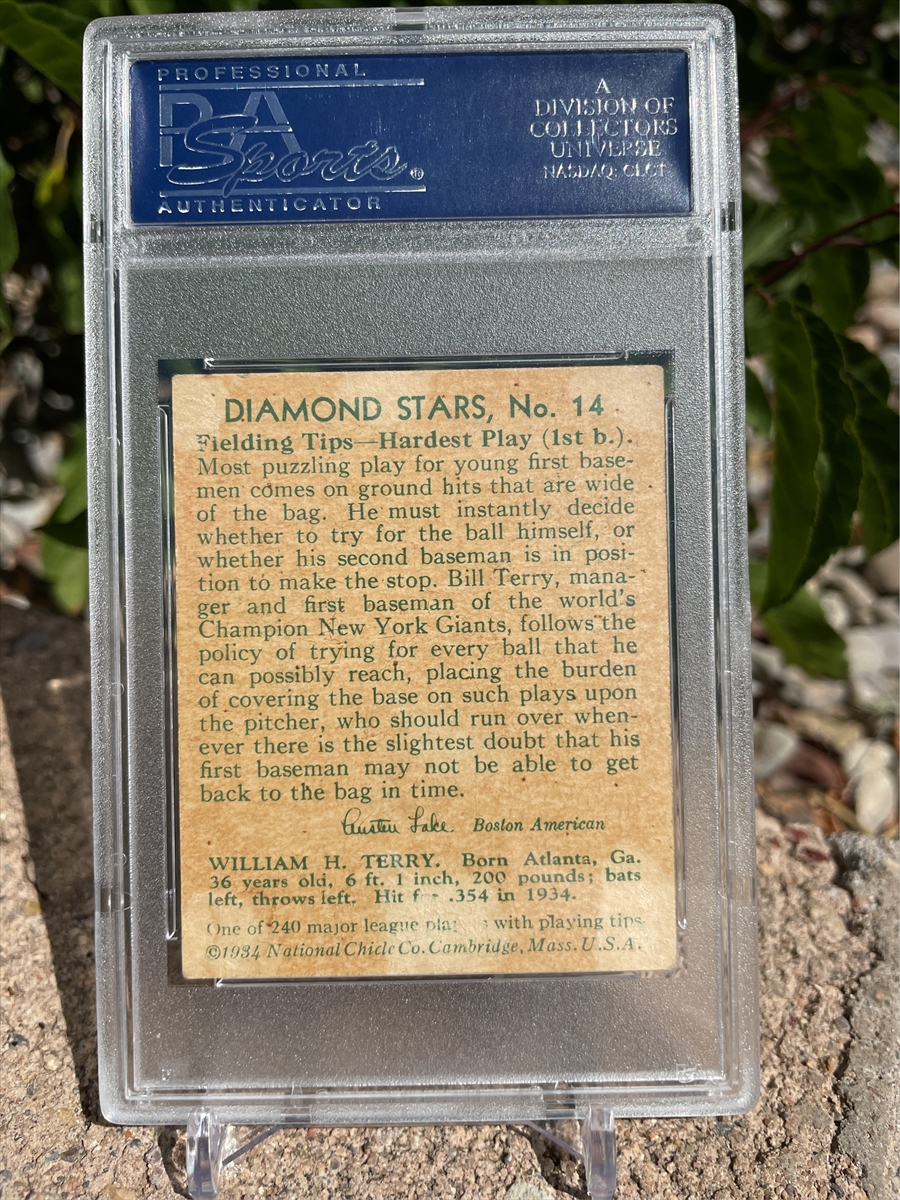 PROFESSIONAL
PSA
Sports®
AUTHENTICATOR
A
DIVISION OF
COLLECTORS
UNIVERSE
NASDAQ: CLCT
DIAMOND STARS, No. 14
Fielding Tips—Hardest Play (1st b.).
Most puzzling play for young first base-
men comes on ground hits that are wide
of the bag. He must instantly decide
whether to try for the ball himself, or
whether his second baseman is in posi-
tion to make the stop. Bill Terry, mana-
ger and first baseman of the world's
Champion New York Giants, follows the
policy of trying for every ball that he
can possibly reach, placing the burden
of covering the base on such plays upon
the pitcher, who should run over when-
ever there is the slightest doubt that his
first baseman may not be able to get
back to the bag in time.
Austen Lake. Boston American
WILLIAM H. TERRY. Born Atlanta, Ga.
36 years old, 6 ft. 1 inch, 200 pounds; bats
left, throws left. Hit .354 in 1934.
One of 240 major league with playing tips
©1934 National Chicle Co. Cambridge, Mass. U.S.A.